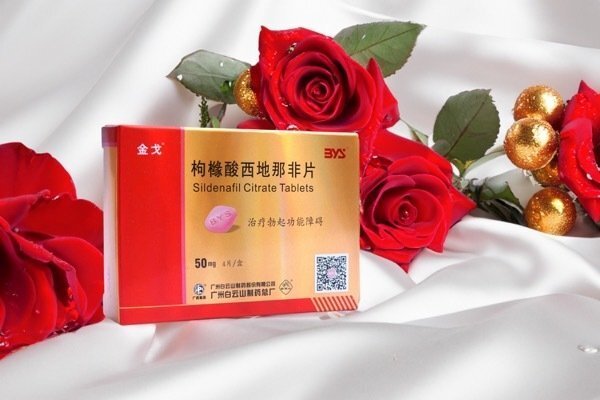 金戈
BYS
枸橼酸西地那非片
Sildenafil Citrate Tablets
BYS
治疗勃起功能障碍
50mg 4片/盒
广州白云山制药股份有限公司
广州白云山制药总厂